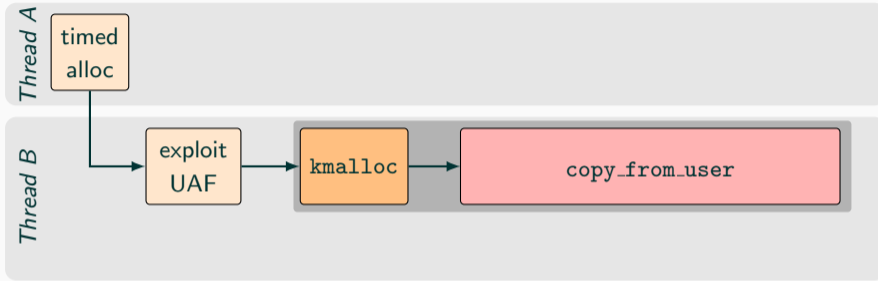 Thread A
timed
alloc
Thread B
exploit
UAF
kmalloc
copy_from_user